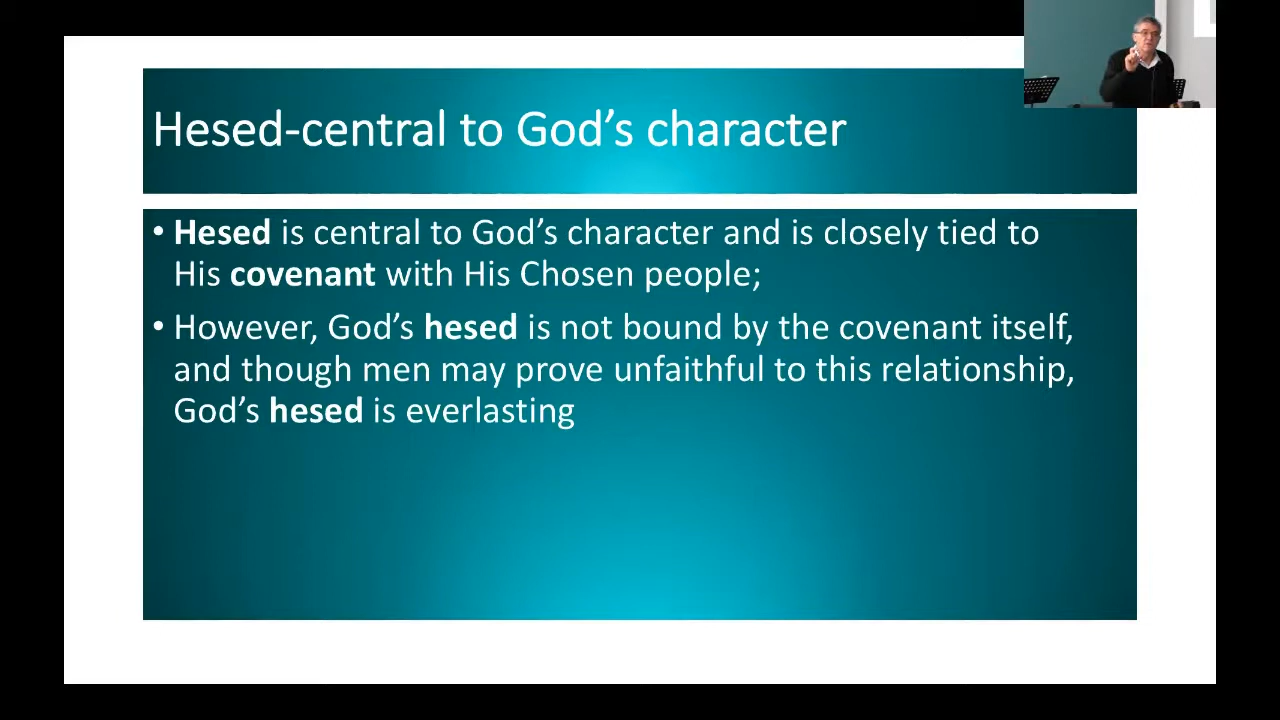 Hesed-central to God’s character
• Hesed is central to God’s character and is closely tied to
His covenant with His Chosen people;
• However, God’s hesed is not bound by the covenant itself,
and though men may prove unfaithful to this relationship,
God’s hesed is everlasting